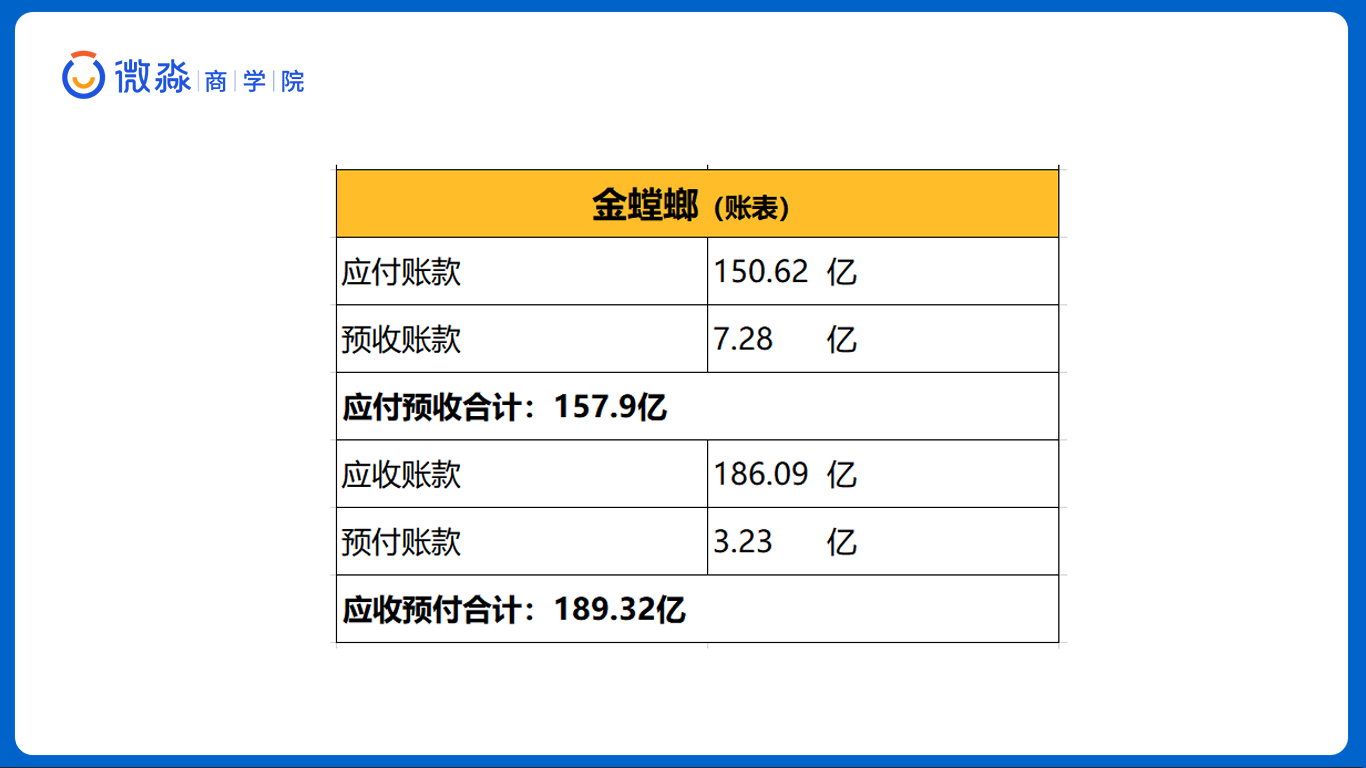 微淼 商学院
金螳螂（账表）
应付账款 150.62 亿
预收账款 7.28 亿
应付预收合计：157.9亿
应收账款 186.09 亿
预付账款 3.23 亿
应收预付合计：189.32亿